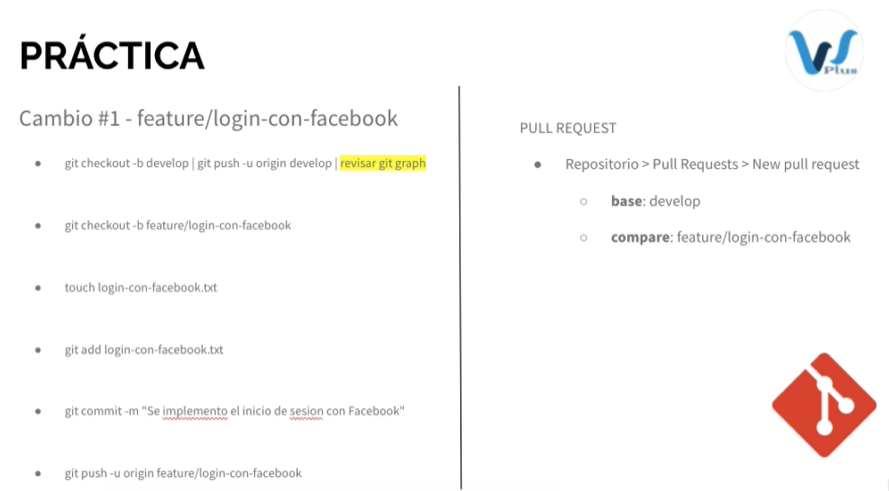 PRÁCTICA
Cambio #1 - feature/login-con-facebook
git checkout -b develop | git push -u origin develop | revisar git graph
git checkout -b feature/login-con-facebook
touch login-con-facebook.txt
git add login-con-facebook.txt
git commit -m "Se implemento el inicio de sesion con Facebook"
git push -u origin feature/login-con-facebook
PULL REQUEST
Repositorio > Pull Requests > New pull request
base: develop
compare: feature/login-con-facebook
VS
Plus